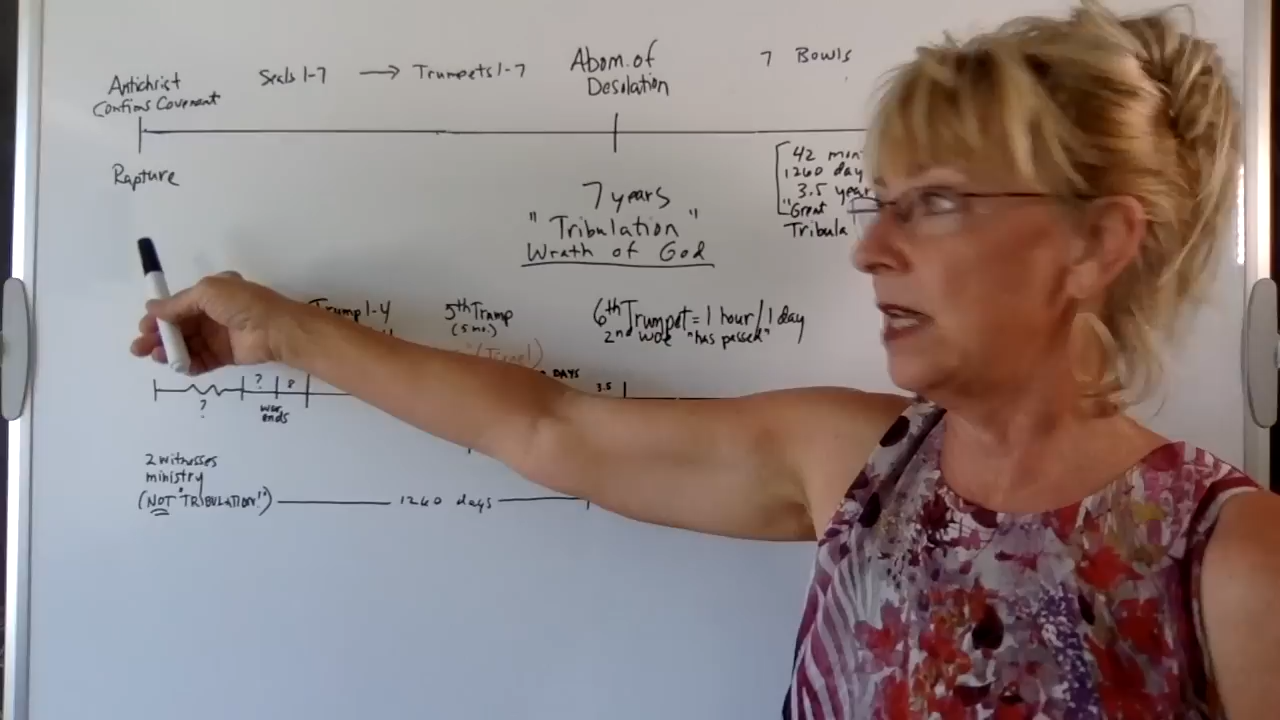 Antichrist
Confirms Covenant
Seals 1-7 → Trumpets 1-7
Abom. of
Desolation
7 Bowls
Rapture
7 years
"Tribulation"
Wrath of God
42 mon
1260 day
3.5 year
"Great
Tribula
Trump 1-4
5th Trump
(5 mo.)
(Israel)
DAYS
6th Trumpet = 1 hour/1 day
2nd woe "has passed"
3.5
?
?
war
ends
2 witnesses
ministry
(NOT "TRIBULATION!")
1260 days